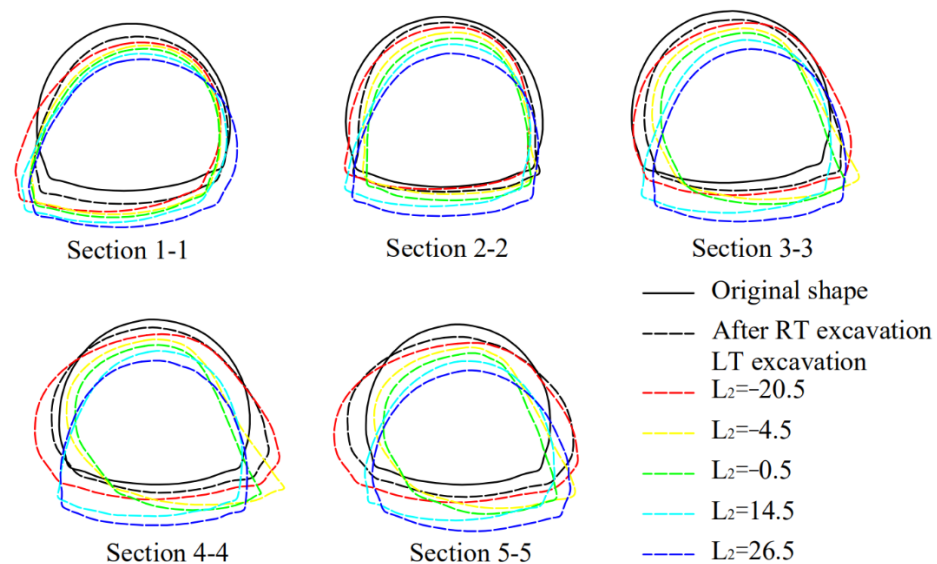 Section 1-1
Section 2-2
Section 3-3
Original shape
After RT excavation
LT excavation
L₂=-20.5
L₂=-4.5
L₂=-0.5
L₂=14.5
L₂=26.5
Section 4-4
Section 5-5